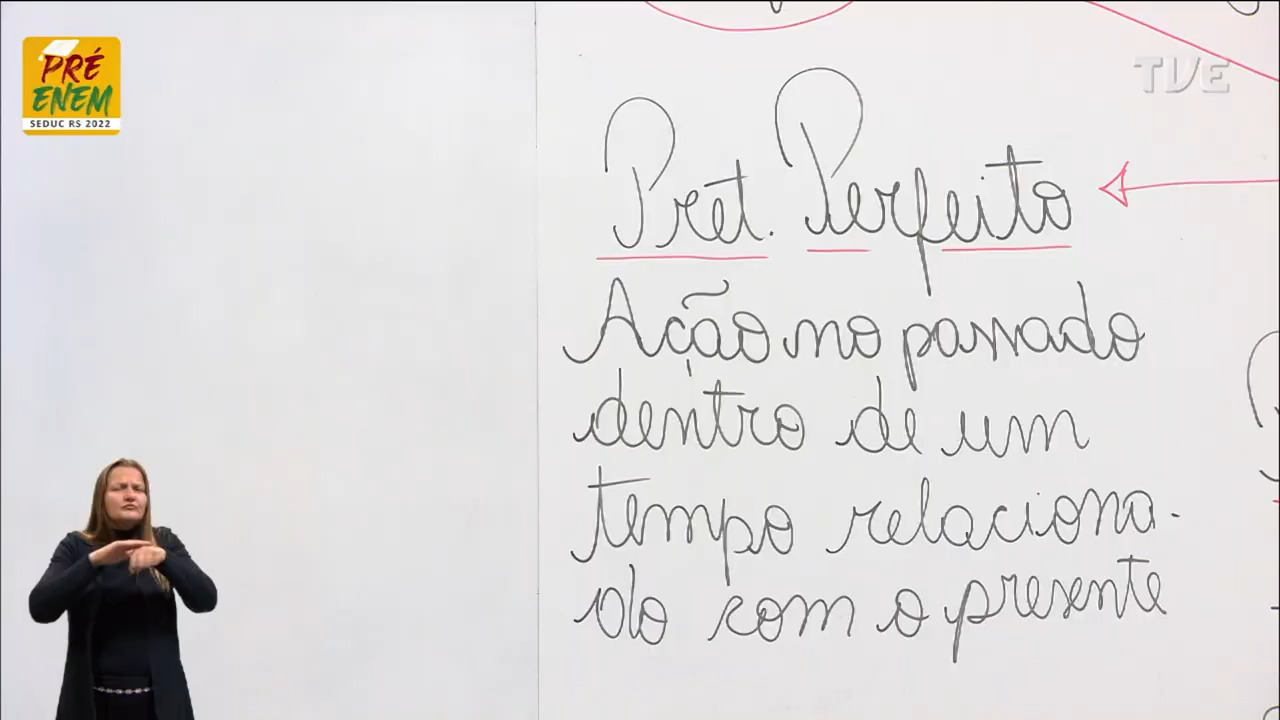 PRÉ
ENEM
SEDUC RS 2022
TVE
Pret. Perfeito
Ação no passado
dentro de um
tempo relaciona-
do com o presente